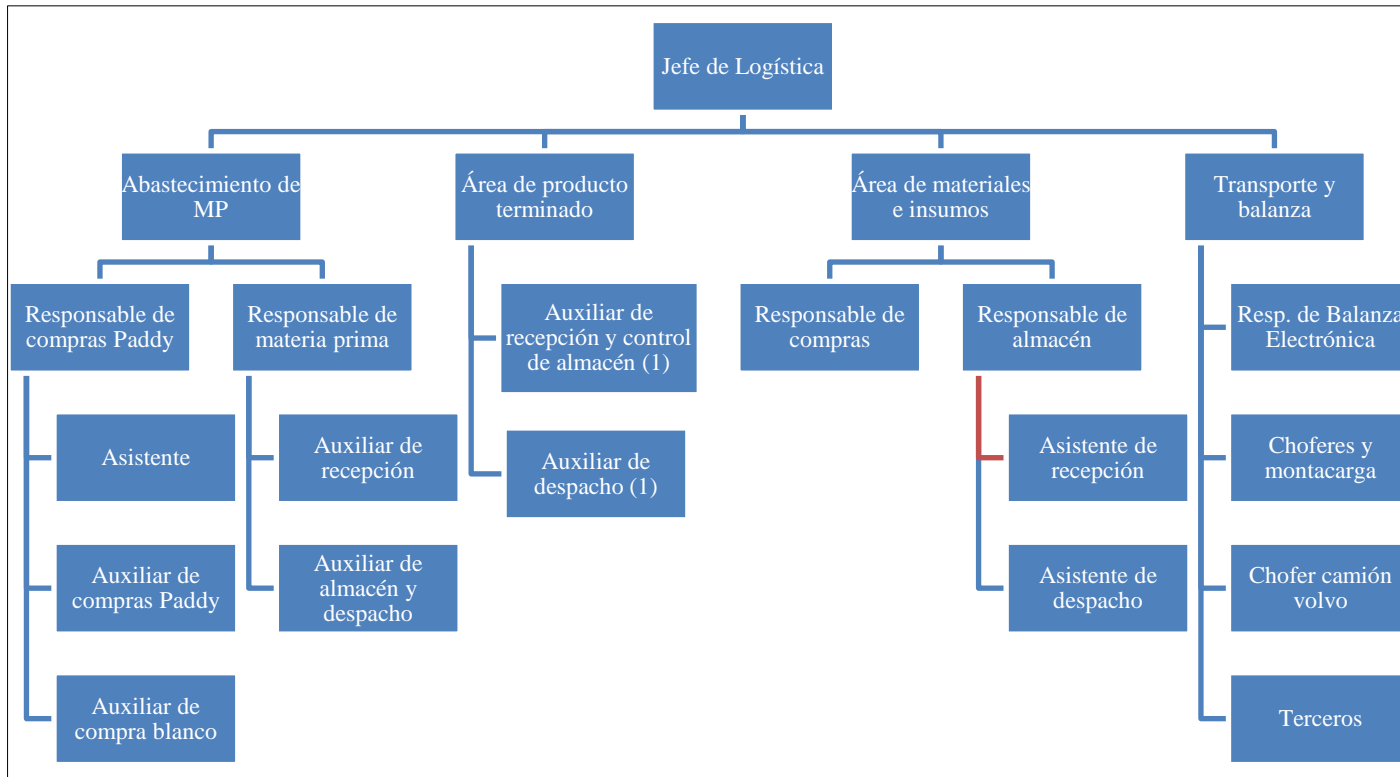 Jefe de Logística
Abastecimiento de
MP
Área de producto
terminado
Área de materiales
e insumos
Transporte y
balanza
Responsable de
compras Paddy
Responsable de
materia prima
Auxiliar de
recepción y control
de almacén (1)
Responsable de
compras
Responsable de
almacén
Resp. de Balanza
Electrónica
Asistente
Auxiliar de
recepción
Auxiliar de
despacho (1)
Asistente de
recepción
Choferes y
montacarga
Auxiliar de
compras Paddy
Auxiliar de
almacén y
despacho
Asistente de
despacho
Chofer camión
volvo
Auxiliar de
compra blanco
Terceros